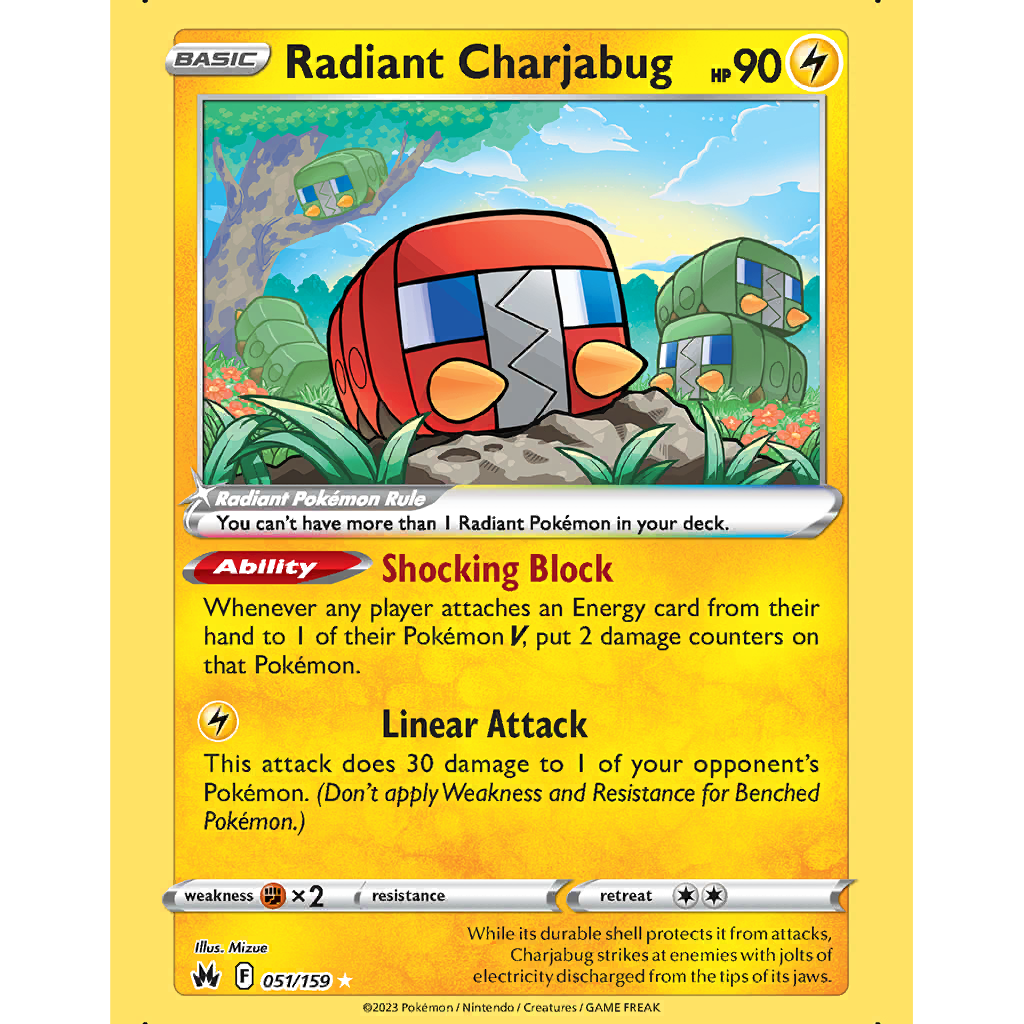 BASIC Radiant Charjabug HP 90
Radiant Pokémon Rule
You can't have more than 1 Radiant Pokémon in your deck.
Ability Shocking Block
Whenever any player attaches an Energy card from their
hand to 1 of their Pokémon V, put 2 damage counters on
that Pokémon.
Linear Attack
This attack does 30 damage to 1 of your opponent's
Pokémon. (Don't apply Weakness and Resistance for Benched
Pokémon.)
weakness ×2 resistance retreat
While its durable shell protects it from attacks,
Charjabug strikes at enemies with jolts of
electricity discharged from the tips of its jaws.
Illus. Mizue
F 051/159
©2023 Pokémon / Nintendo / Creatures / GAME FREAK